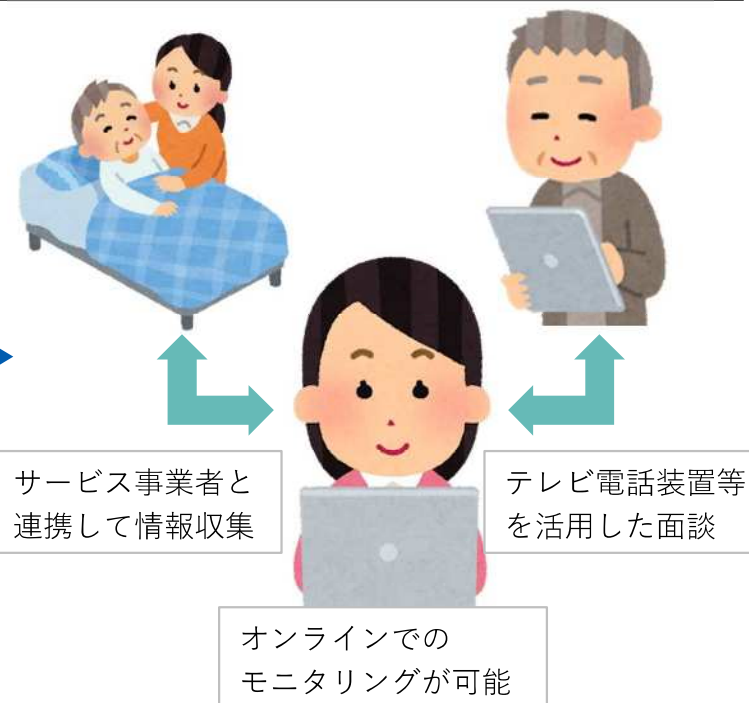 サービス事業者と
連携して情報収集
テレビ電話装置等
を活用した面談
オンラインでの
モニタリングが可能